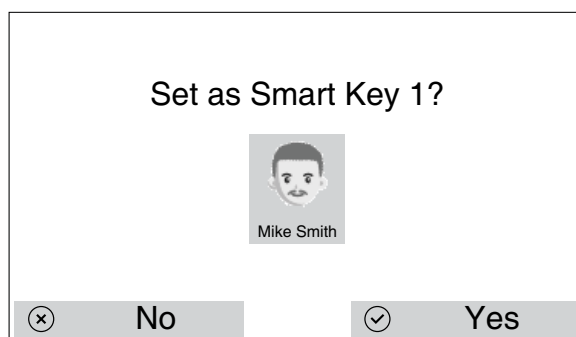 Set as Smart Key 1?
Mike Smith
No
Yes